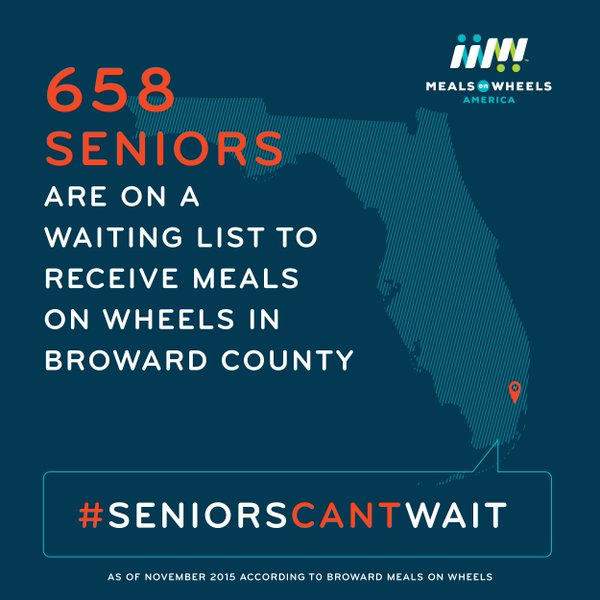 MEALS on WHEELS
AMERICA
658
SENIORS
ARE ON A
WAITING LIST TO
RECEIVE MEALS
ON WHEELS IN
BROWARD COUNTY
#SENIORSCANTWAIT
AS OF NOVEMBER 2015 ACCORDING TO BROWARD MEALS ON WHEELS